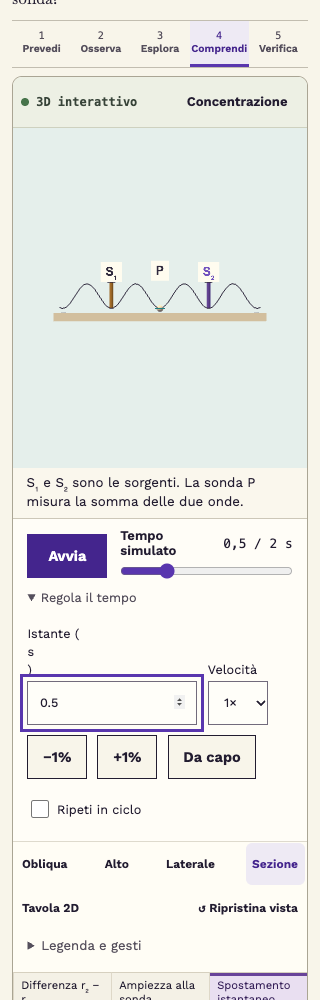 sonda?
1 2 3 4 5
Prevedi Osserva Esplora Comprendi Verifica
3D interattivo Concentrazione
S₁ P S₂
S₁ e S₂ sono le sorgenti. La sonda P
misura la somma delle due onde.
Avvia
Tempo
simulato
0,5 / 2 s
▼ Regola il tempo
Istante (
s
)
Velocità
0.5
1×
−1% +1% Da capo
Ripeti in ciclo
Obliqua Alto Laterale Sezione
Tavola 2D ↺ Ripristina vista
▶ Legenda e gesti
Differenza r₂ − Ampiezza alla Spostamento
r sonda istantaneo